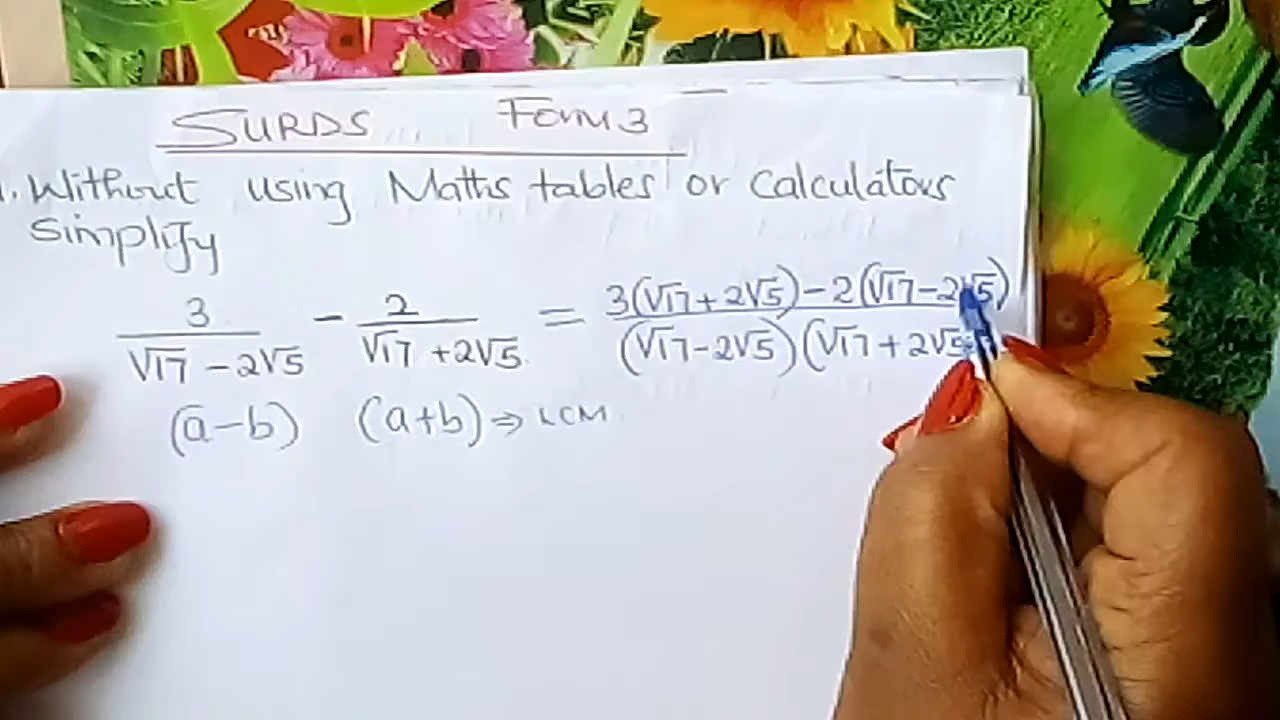 SURDS... Form 3
1. Without using Maths tables or Calculators
Simplify
3/(√17 - 2√5) - 2/(√17 + 2√5) = (3(√17 + 2√5) - 2(√17 - 2√5))/((√17 - 2√5)(√17 + 2√5
(a-b) (a+b) ⇒ LCM